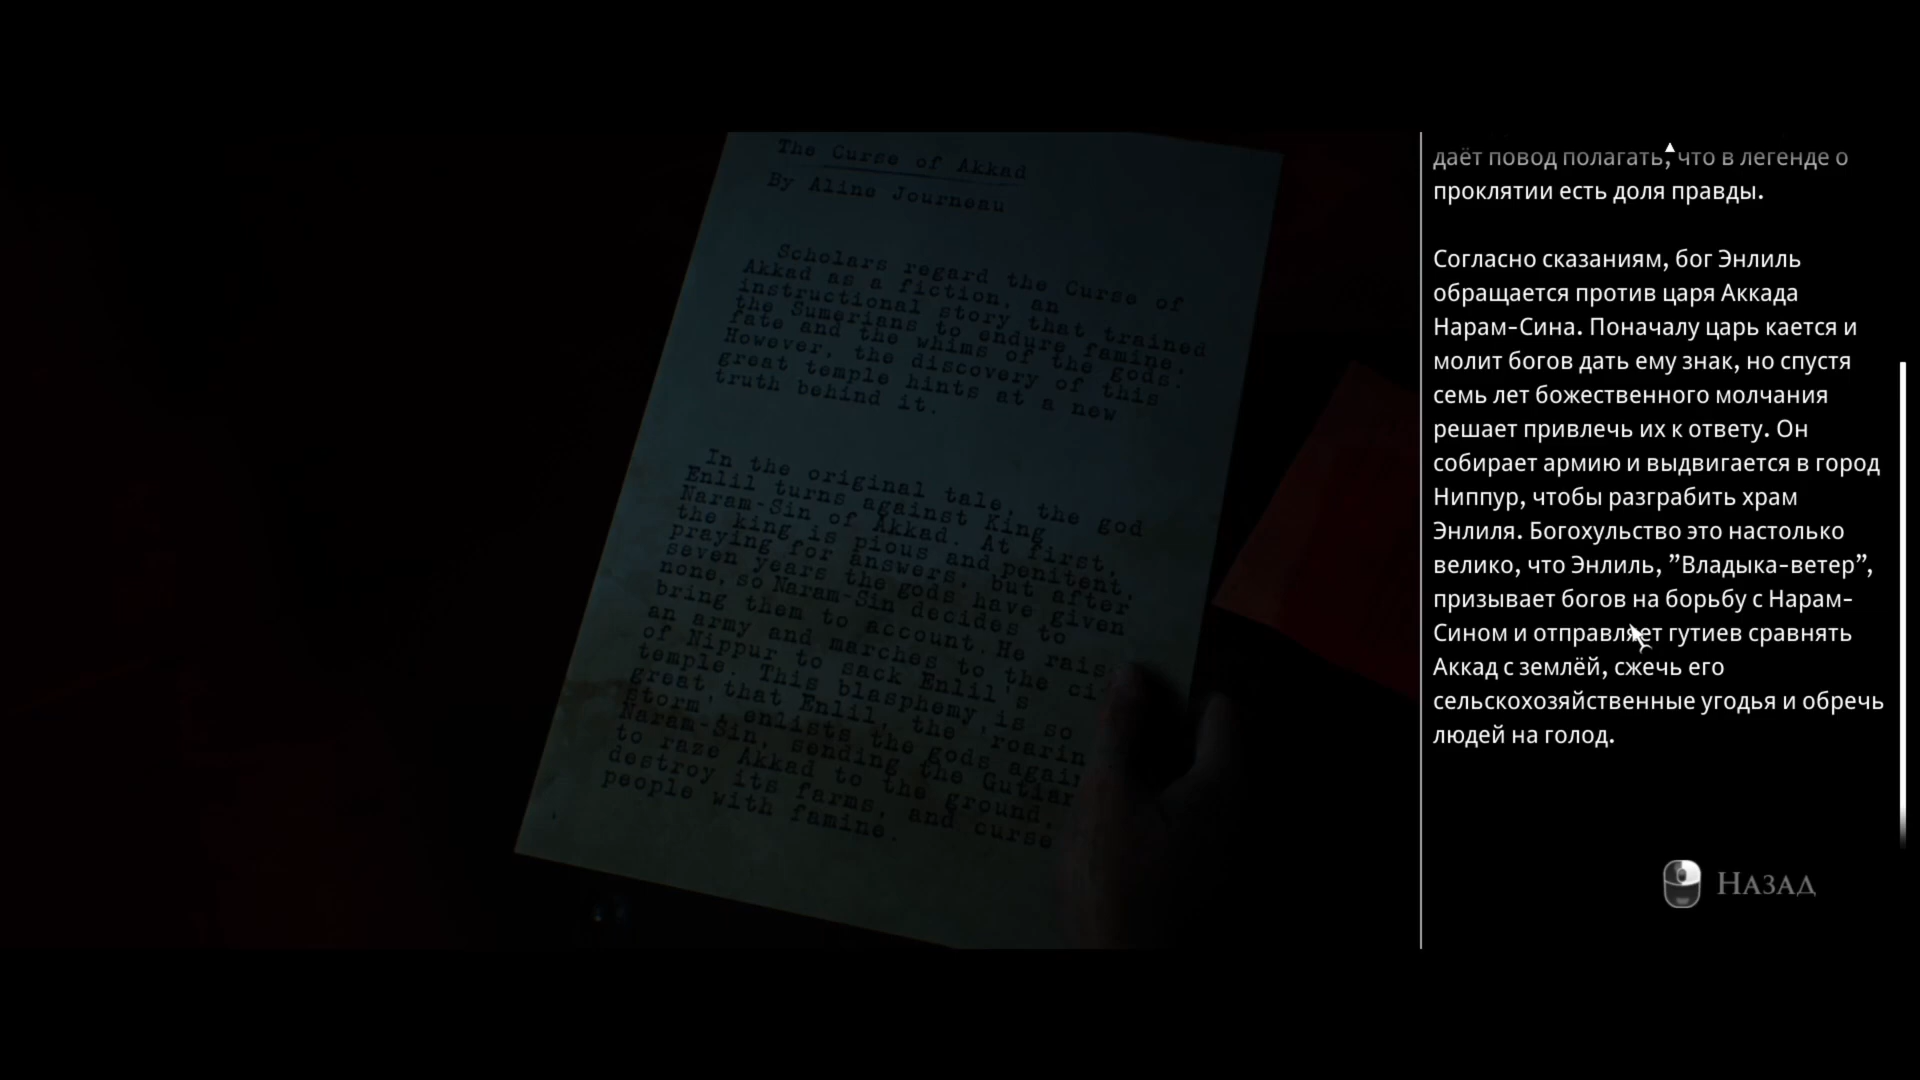 The Curse of Akkad
By Aline Journeau
Scholars regard the Curse of
Akkad as a fiction, an
instructional story that trained
the Sumerians to endure famine,
fate and the whims of the gods.
However, the discovery of this
great temple hints at a new
truth behind it.
In the original tale, the god
Enlil turns against King
Naram-Sin of Akkad. At first,
the king is pious and penitent,
praying for answers, but after
seven years the gods have given
none, so Naram-Sin decides to
bring them to account. He rais
an army and marches to the ci
of Nippur to sack Enlil's
temple. This blasphemy is so
great that Enlil, the 'roarin
storm', enlists the gods again
Naram-Sin, sending the Gutian
to raze Akkad to the ground,
destroy its farms, and curse
people with famine.
даёт повод полагать, что в легенде о
проклятии есть доля правды.
Согласно сказаниям, бог Энлиль
обращается против царя Аккада
Нарам-Сина. Поначалу царь кается и
молит богов дать ему знак, но спустя
семь лет божественного молчания
решает привлечь их к ответу. Он
собирает армию и выдвигается в город
Ниппур, чтобы разграбить храм
Энлиля. Богохульство это настолько
велико, что Энлиль, ”Владыка-ветер”,
призывает богов на борьбу с Нарам-
Сином и отправляет гутиев сравнять
Аккад с землёй, сжечь его
сельскохозяйственные угодья и обречь
людей на голод.
Назад